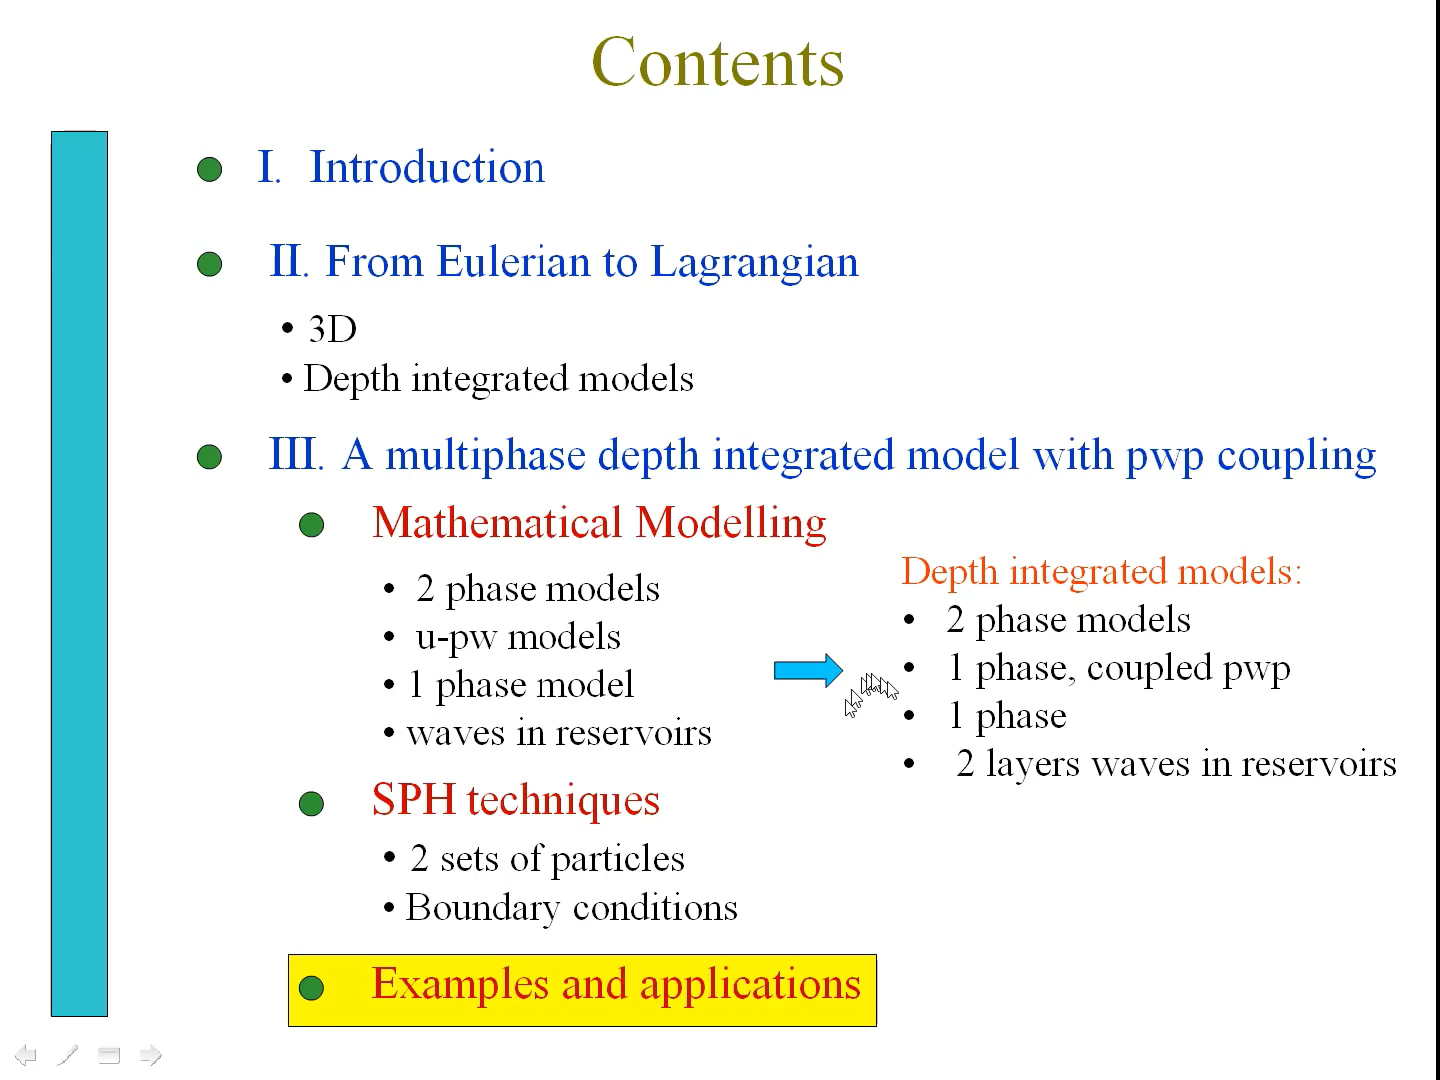 Contents
I. Introduction
II. From Eulerian to Lagrangian
• 3D
• Depth integrated models
III. A multiphase depth integrated model with pwp coupling
Mathematical Modelling
• 2 phase models
• u-pw models
• 1 phase model
• waves in reservoirs
Depth integrated models:
• 2 phase models
• 1 phase, coupled pwp
• 1 phase
• 2 layers waves in reservoirs
SPH techniques
• 2 sets of particles
• Boundary conditions
Examples and applications